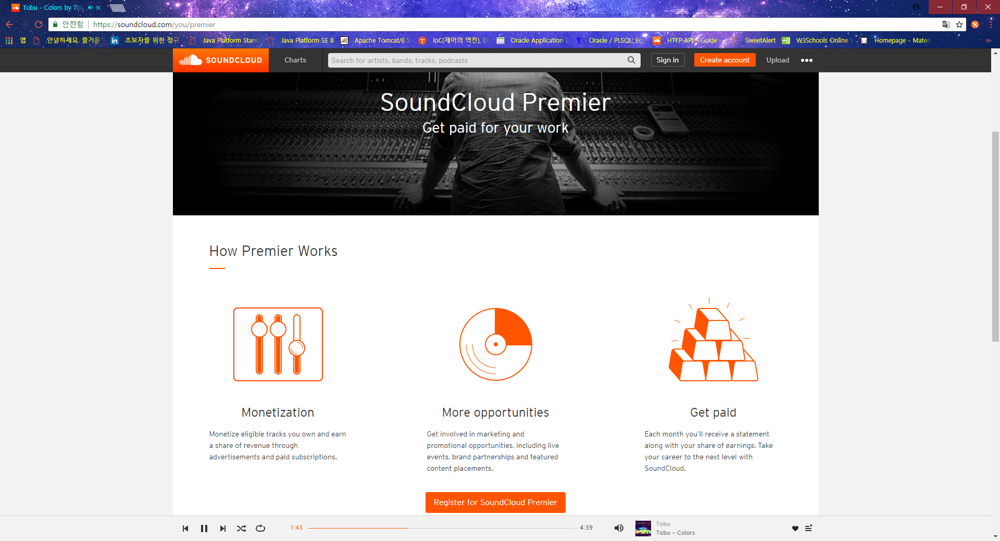 Tobu - Colors by Tob
안전함 https://soundcloud.com/you/premier
앱 안녕하세요. 즐거운 초보자를 위한 정규 Java Platform Stand Java Platform SE 8 Apache Tomcat/8.5 IoC(제어의 역전), D Oracle Application Oracle / PLSQL: HTTP API - Guide SweetAlert W3Schools Online Homepage - Materi
SOUNDCLOUD Charts Search for artists, bands, tracks, podcasts Sign in Create account Upload
SoundCloud Premier
Get paid for your work
How Premier Works
Monetization
Monetize eligible tracks you own and earn
a share of revenue through
advertisements and paid subscriptions.
More opportunities
Get involved in marketing and
promotional opportunities, including live
events, brand partnerships and featured
content placements.
Get paid
Each month you'll receive a statement
along with your share of earnings. Take
your career to the next level with
SoundCloud.
Register for SoundCloud Premier
1:43 4:39
Tobu
Tobu – Colors